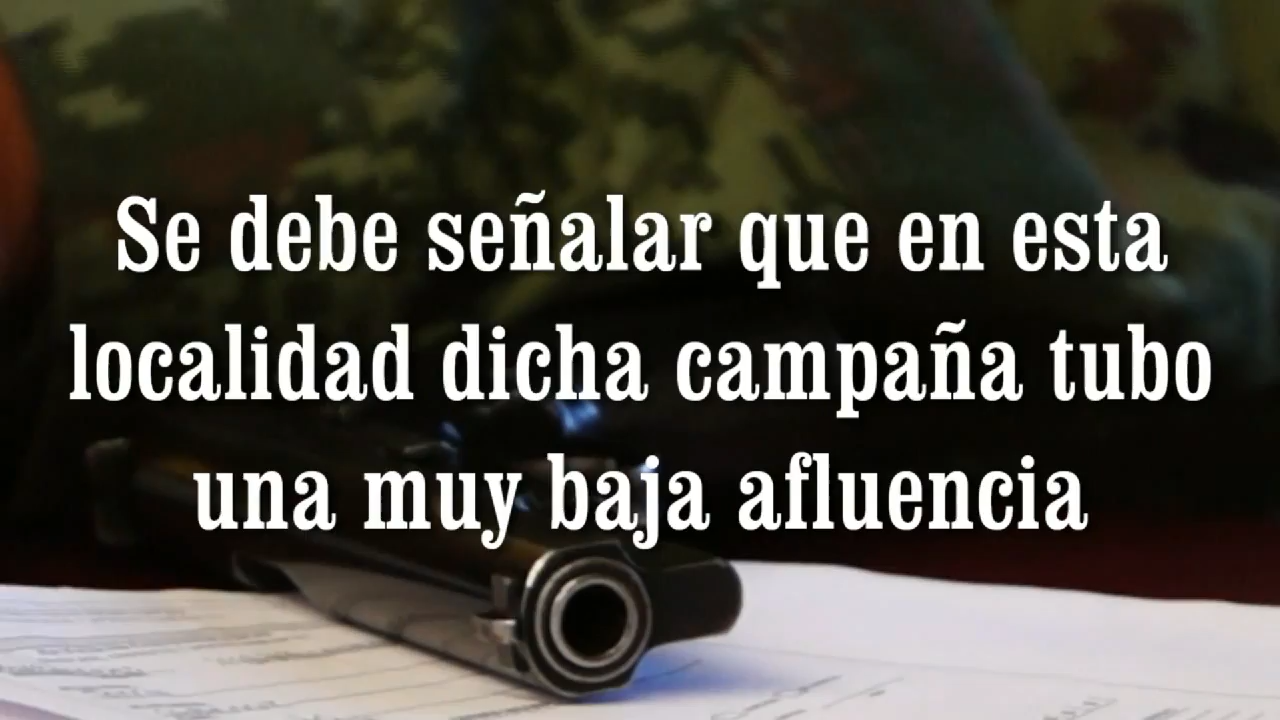 Se debe señalar que en esta
localidad dicha campaña tubo
una muy baja afluencia